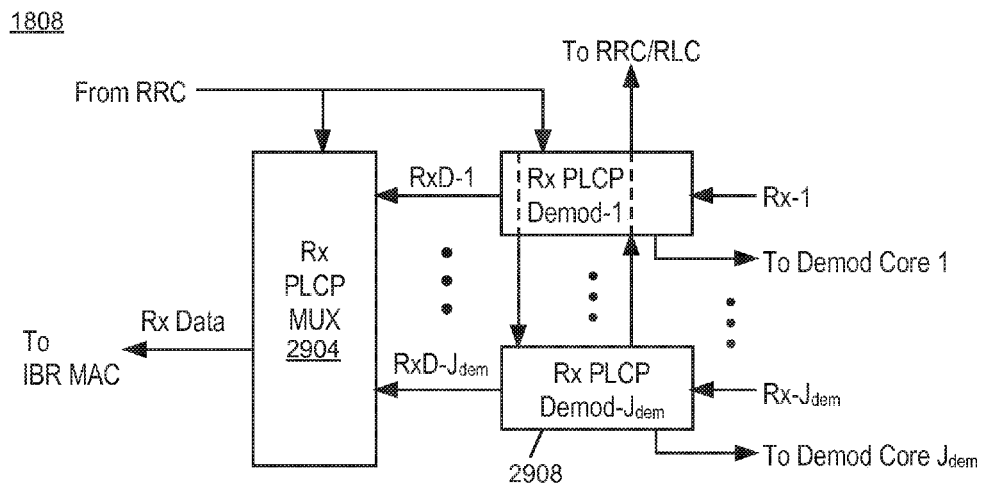 1808
To RRC/RLC
From RRC
RxD-1
Rx PLCP
Demod-1
Rx-1
To Demod Core 1
Rx
PLCP
MUX
2904
Rx Data
To
IBR MAC
RxD-Jdem
Rx PLCP
Demod-Jdem
Rx-Jdem
To Demod Core Jdem
2908